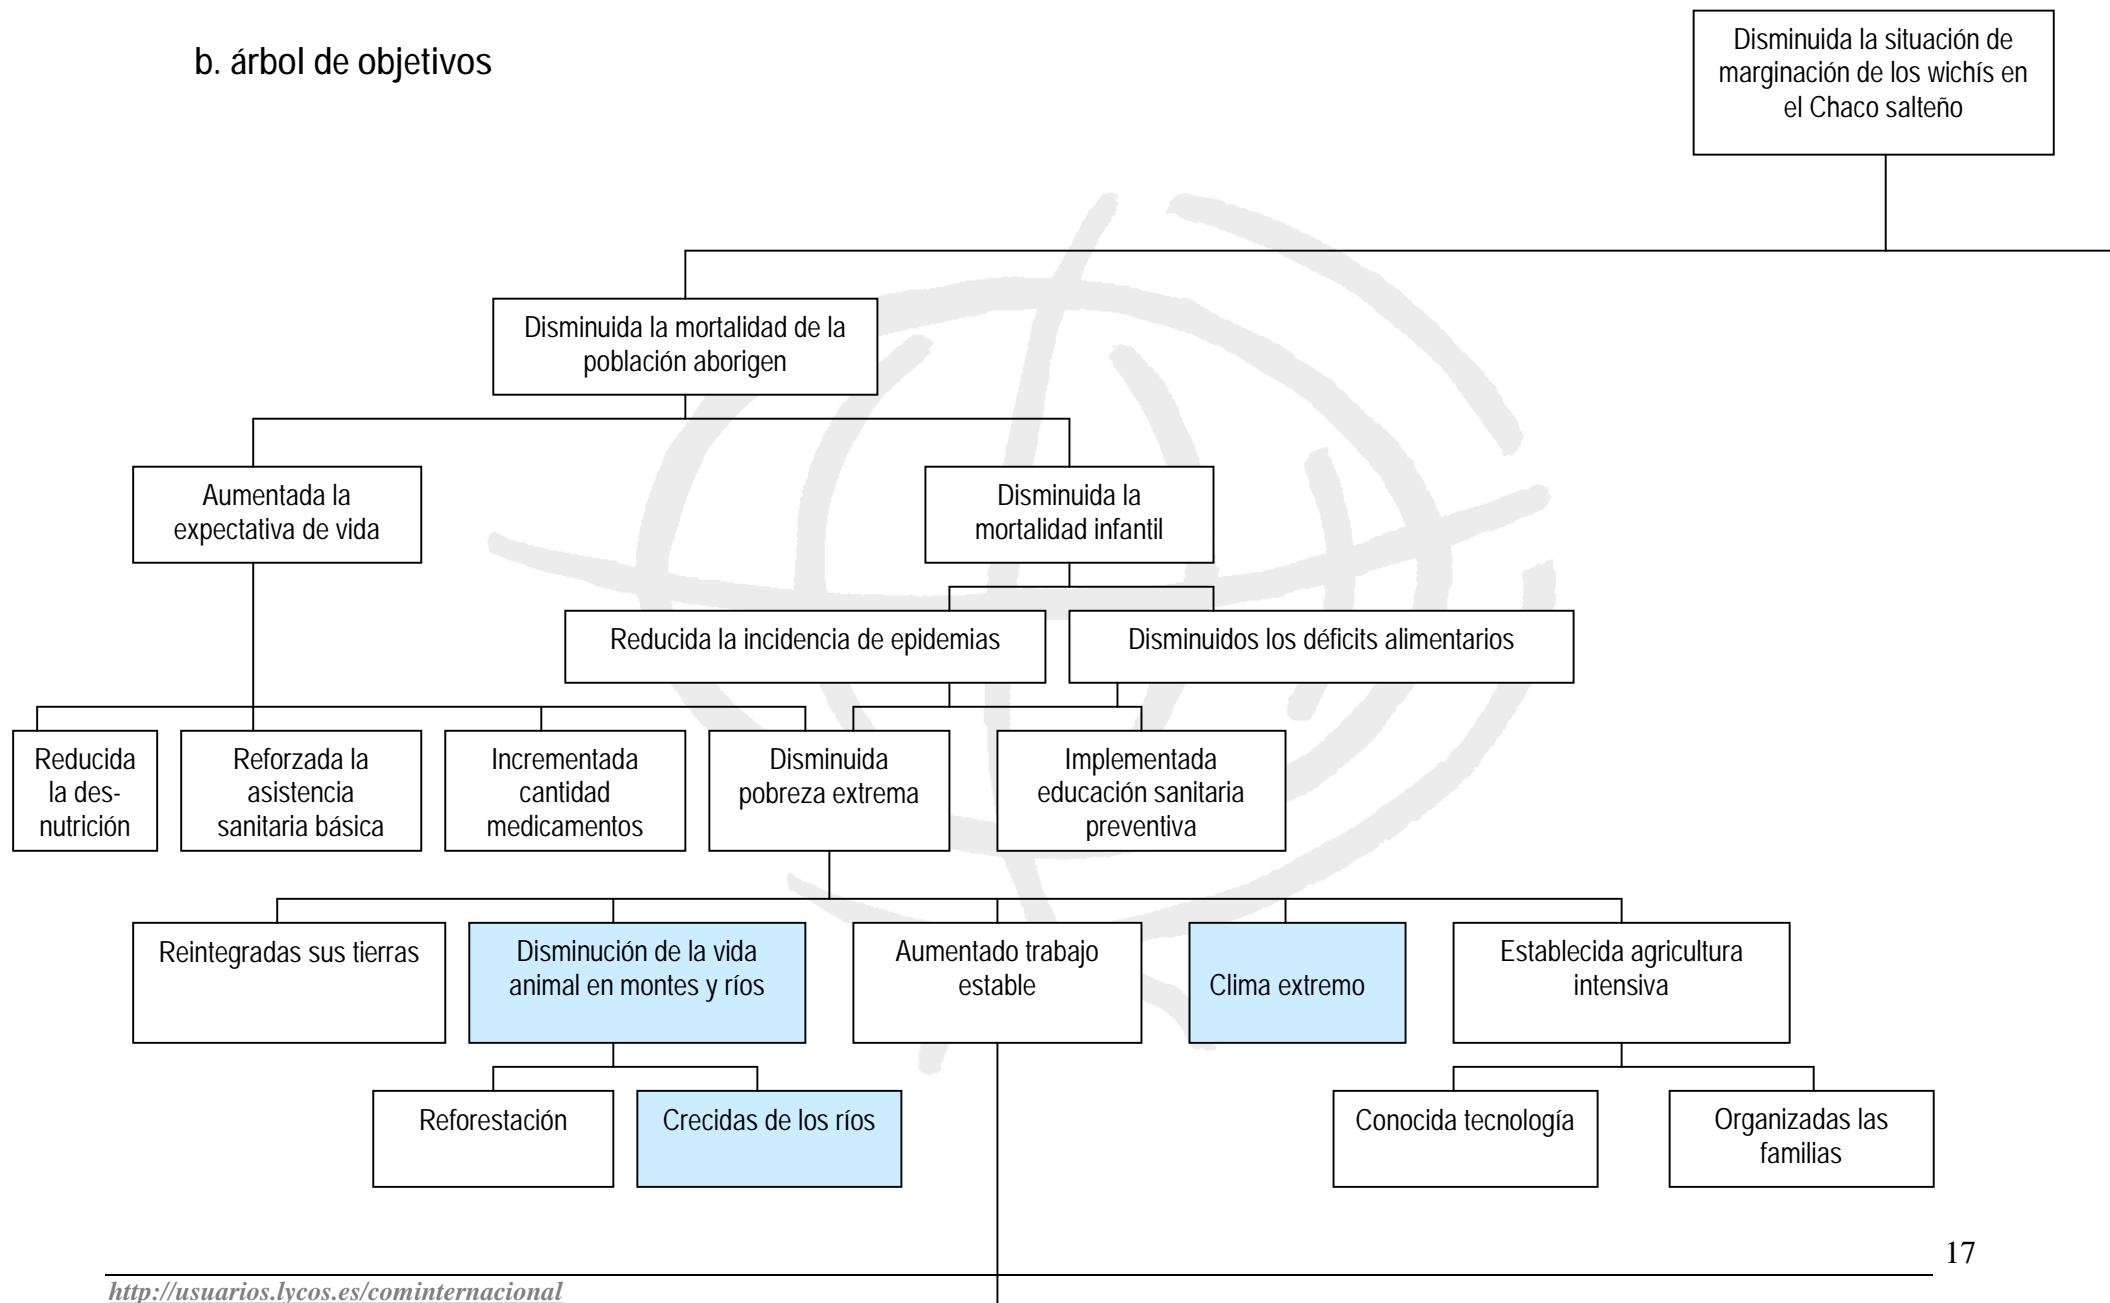 b. árbol de objetivos
Disminuida la situación de
marginación de los wichís en
el Chaco salteño
Disminuida la mortalidad de la
población aborigen
Aumentada la
expectativa de vida
Disminuida la
mortalidad infantil
Reducida la incidencia de epidemias
Disminuidos los déficits alimentarios
Reducida
la des-
nutrición
Reforzada la
asistencia
sanitaria básica
Incrementada
cantidad
medicamentos
Disminuida
pobreza extrema
Implementada
educación sanitaria
preventiva
Reintegradas sus tierras
Disminución de la vida
animal en montes y ríos
Aumentado trabajo
estable
Clima extremo
Establecida agricultura
intensiva
Reforestación
Crecidas de los ríos
Conocida tecnología
Organizadas las
familias
17
http://usuarios.lycos.es/cominternacional